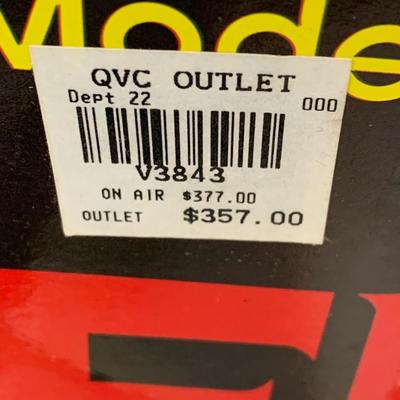 Mode
QVC OUTLET
Dept 22 000
V3843
ON AIR $377.00
OUTLET $357.00